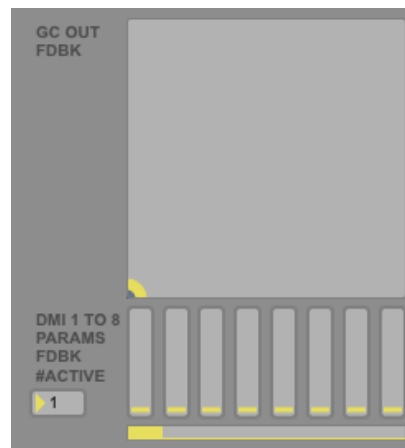 GC OUT
FDBK
DMI 1 TO 8
PARAMS
FDBK
#ACTIVE
1